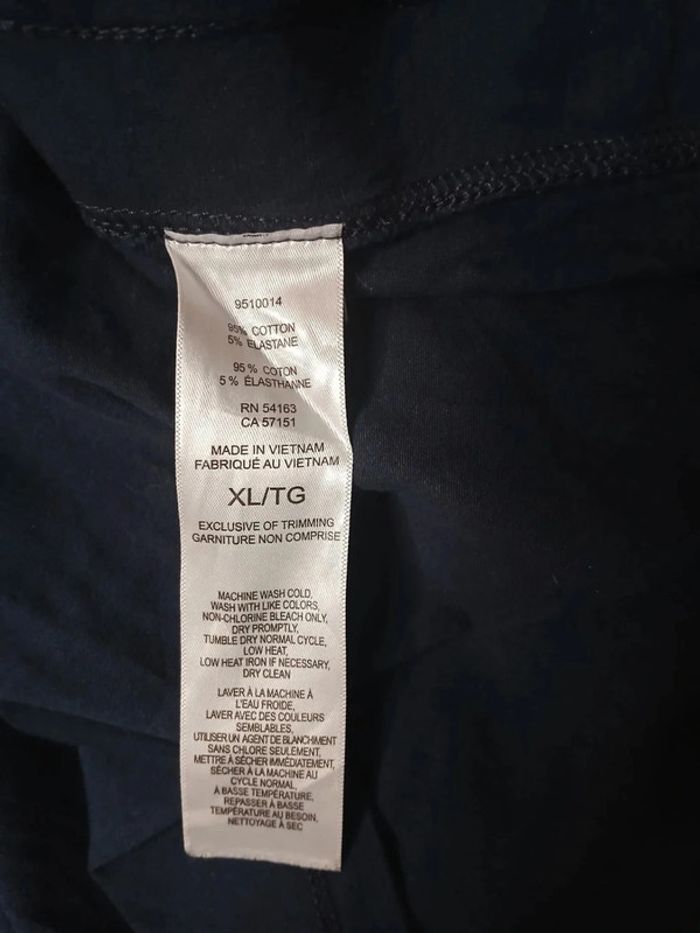 9510014
95% COTTON
5% ELASTANE
95% COTON
5% ÉLASTHANNE
RN 54163
CA 57151
MADE IN VIETNAM
FABRIQUÉ AU VIETNAM
XL/TG
EXCLUSIVE OF TRIMMING
GARNITURE NON COMPRISE
MACHINE WASH COLD,
WASH WITH LIKE COLORS,
NON-CHLORINE BLEACH ONLY,
DRY PROMPTLY,
TUMBLE DRY NORMAL CYCLE,
LOW HEAT,
LOW HEAT IRON IF NECESSARY,
DRY CLEAN
LAVER À LA MACHINE À
L'EAU FROIDE,
LAVER AVEC DES COULEURS
SEMBLABLES,
UTILISER UN AGENT DE BLANCHIMENT
SANS CHLORE SEULEMENT,
METTRE À SÉCHER IMMÉDIATEMENT,
SÉCHER À LA MACHINE AU
CYCLE NORMAL,
À BASSE TEMPÉRATURE,
REPASSER À BASSE
TEMPÉRATURE AU BESOIN,
NETTOYAGE À SEC